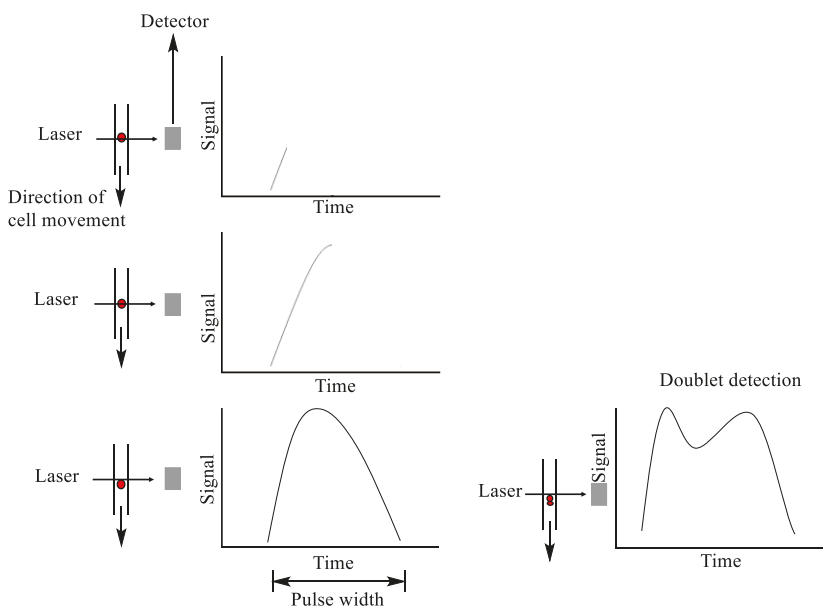 Detector
Laser
Signal
Direction of
cell movement
Time
Laser
Signal
Time
Doublet detection
Laser
Signal
Time
Pulse width
Laser
Signal
Time